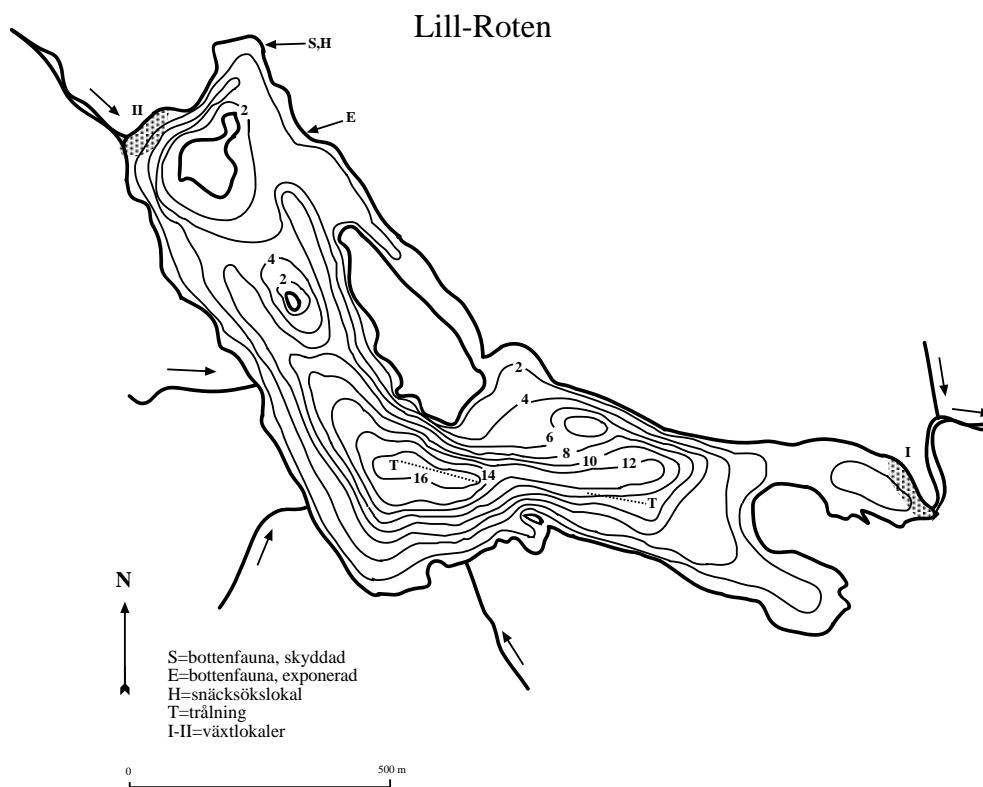 Lill-Roten
S,H
II
2
E
4
2
2
4
6
8
10
12
I
T
14
16
T
N
S=bottenfauna, skyddad
E=bottenfauna, exponerad
H=snäcksökslokal
T=trålning
I-II=växtlokaler
0
500 m